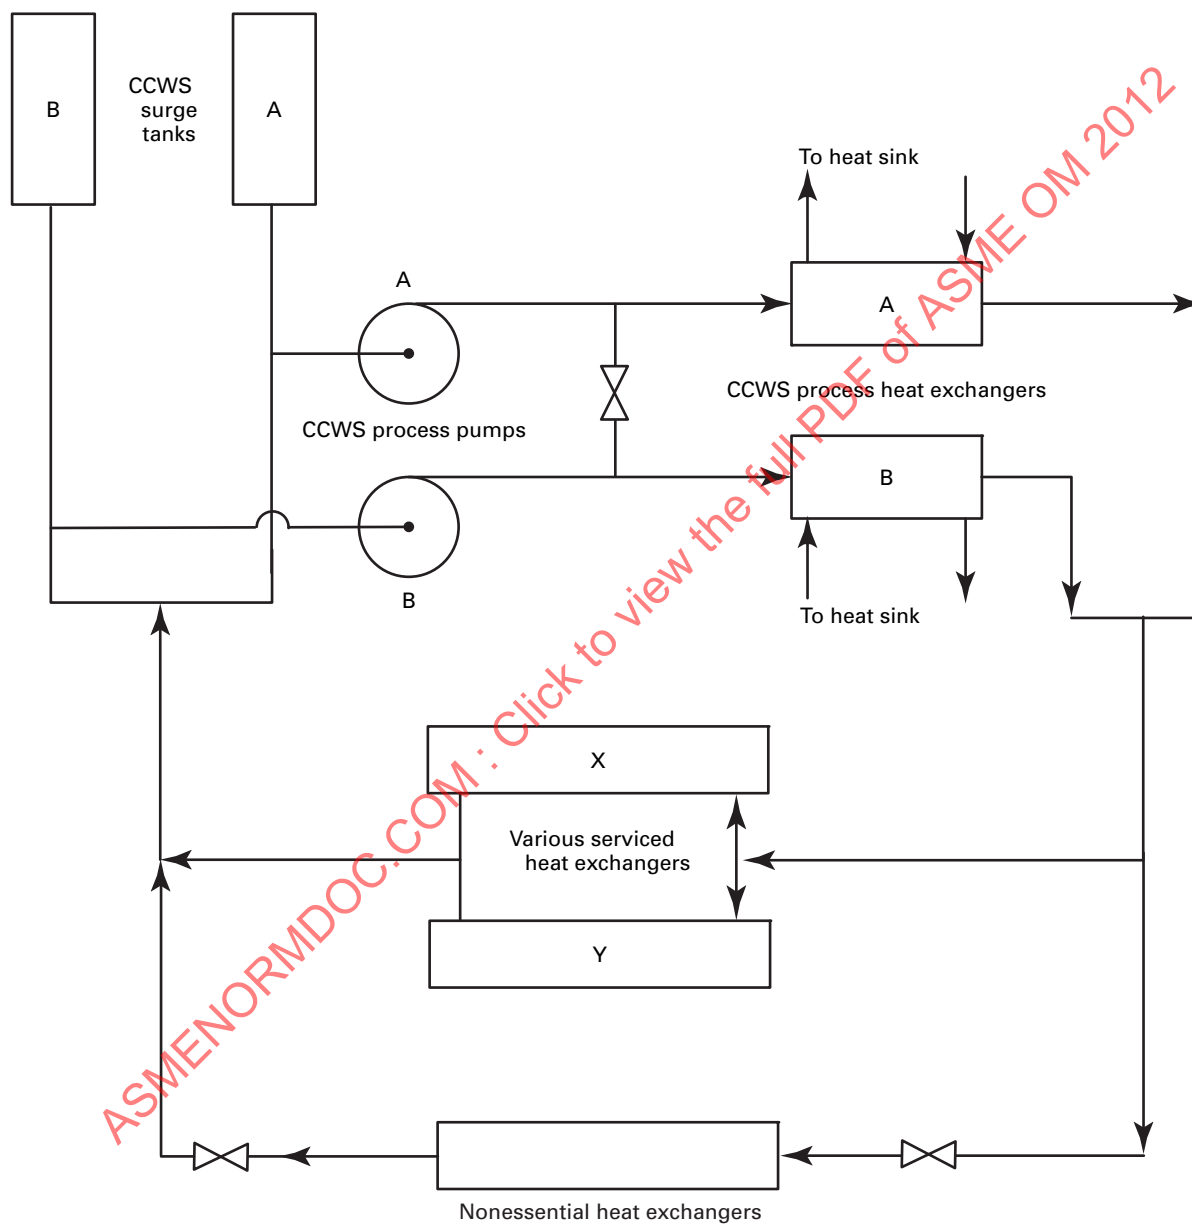 B
CCWS
surge
tanks
A
To heat sink
A
A
CCWS process heat exchangers
CCWS process pumps
B
B
To heat sink
X
Various serviced
heat exchangers
Y
Nonessential heat exchangers
ASMENORMDOC.COM : Click to view the full PDF of ASME OM 2012